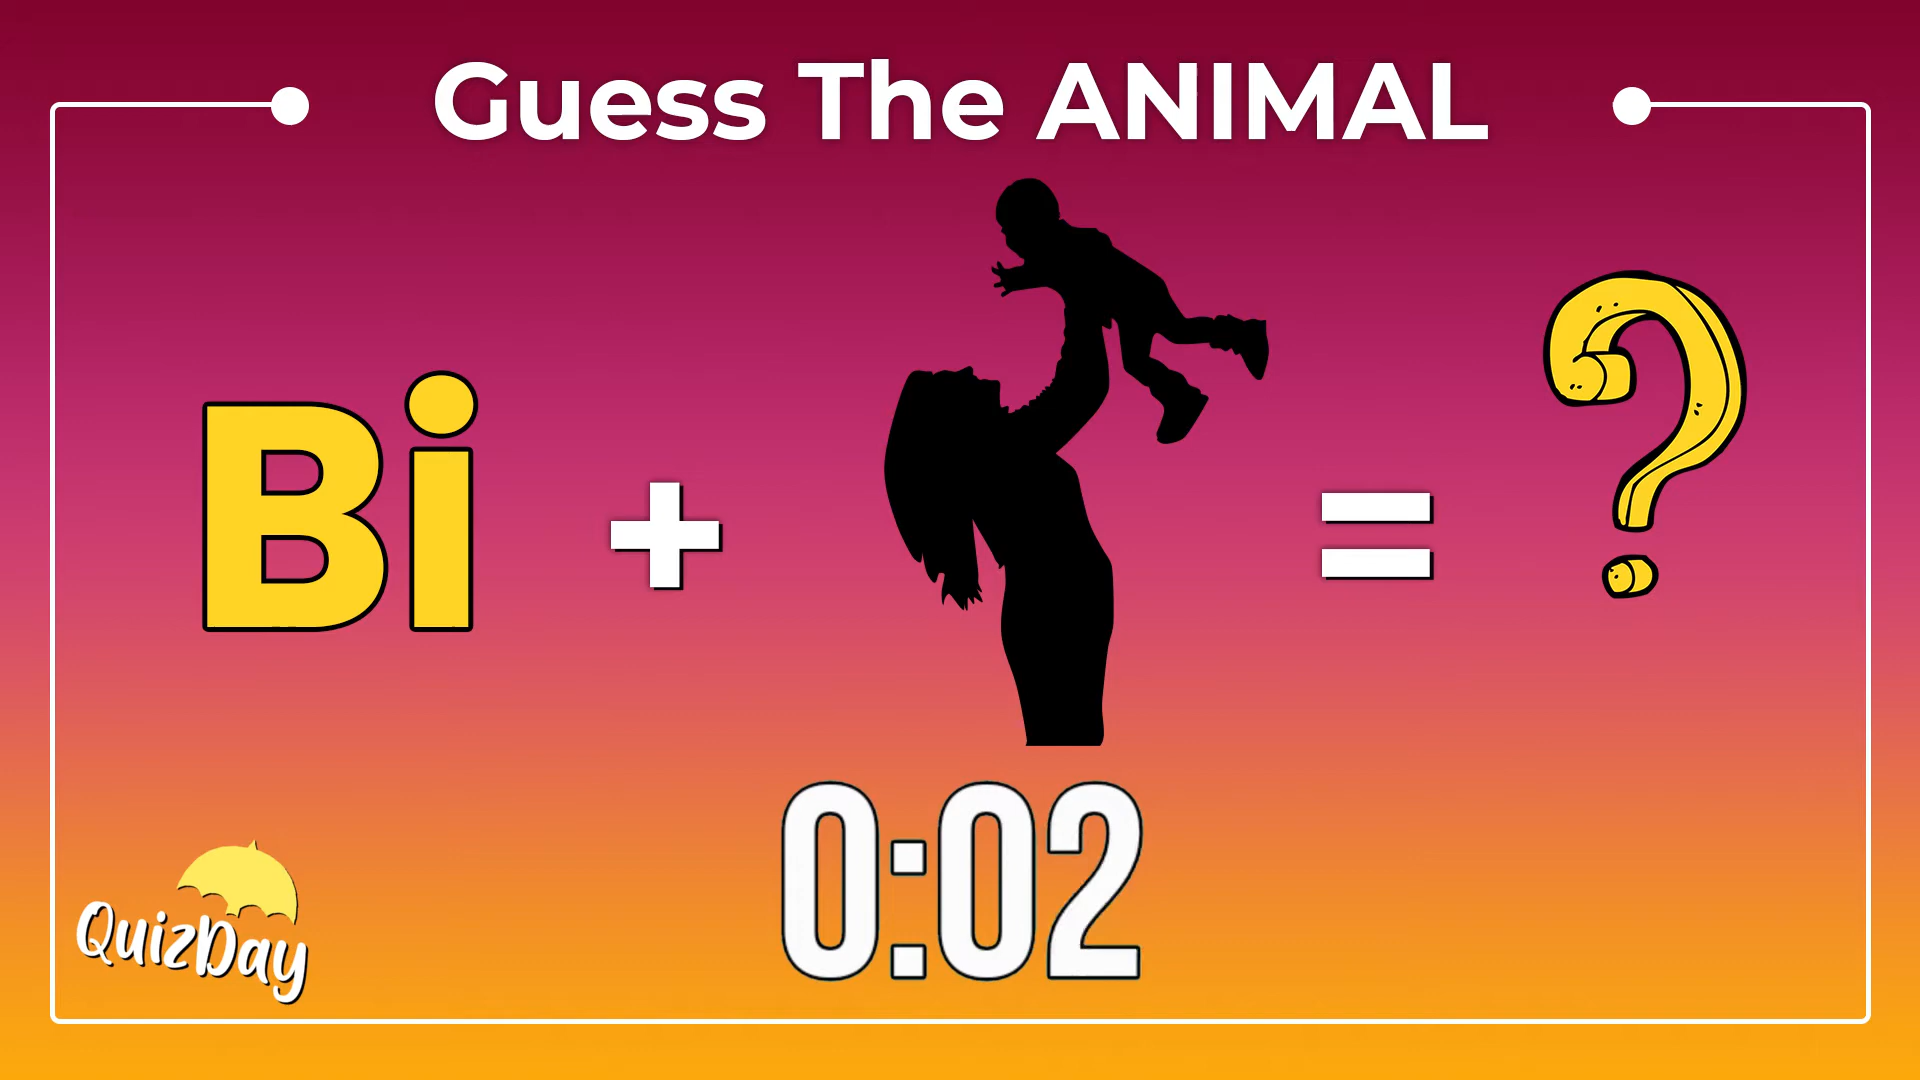 Guess The ANIMAL
Bi + = ?
0:02
QuizDay